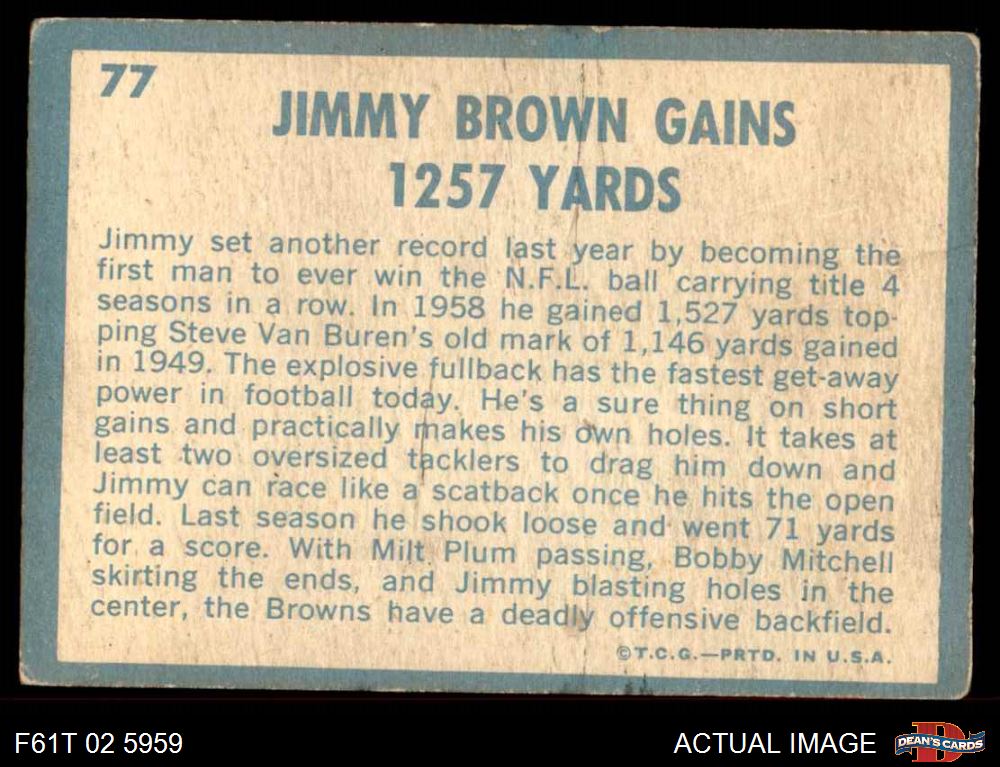 77
JIMMY BROWN GAINS
1257 YARDS
Jimmy set another record last year by becoming the
first man to ever win the N.F.L. ball carrying title 4
seasons in a row. In 1958 he gained 1,527 yards top-
ping Steve Van Buren's old mark of 1,146 yards gained
in 1949. The explosive fullback has the fastest get-away
power in football today. He's a sure thing on short
gains and practically makes his own holes. It takes at
least two oversized tacklers to drag him down and
Jimmy can race like a scatback once he hits the open
field. Last season he shook loose and went 71 yards
for a score. With Milt Plum passing, Bobby Mitchell
skirting the ends, and Jimmy blasting holes in the
center, the Browns have a deadly offensive backfield.
©T.C.G.—PRTD. IN U.S.A.
F61T 02 5959
ACTUAL IMAGE
D
DEAN'S CARDS